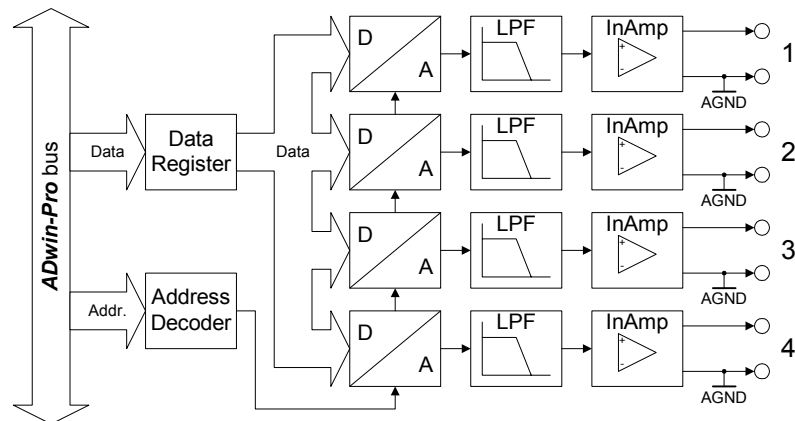 ADwin-Pro bus
Data
Data
Register
Data
Addr.
Address
Decoder
D
A
LPF
InAmp
+
-
AGND
1
D
A
LPF
InAmp
+
-
AGND
2
D
A
LPF
InAmp
+
-
AGND
3
D
A
LPF
InAmp
+
-
AGND
4